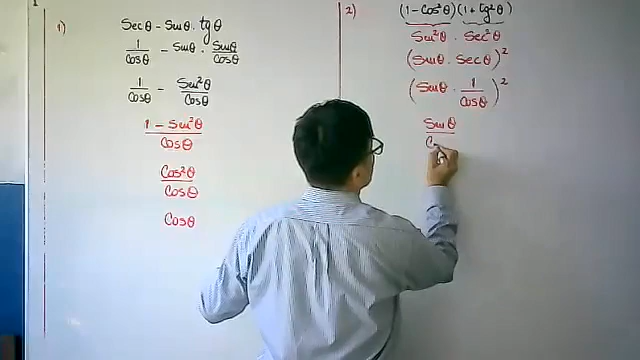 1)
Secθ - Senθ · tgθ
1/Cosθ - Senθ · Senθ/Cosθ
1/Cosθ - Sen²θ/Cosθ
1 - Sen²θ/Cosθ
Cos²θ/Cosθ
Cosθ
2)
(1 - Cos²θ)(1 + tg²θ)
Sen²θ · Sec²θ
(Senθ · Secθ)²
(Senθ · 1/Cosθ)²
Senθ
C